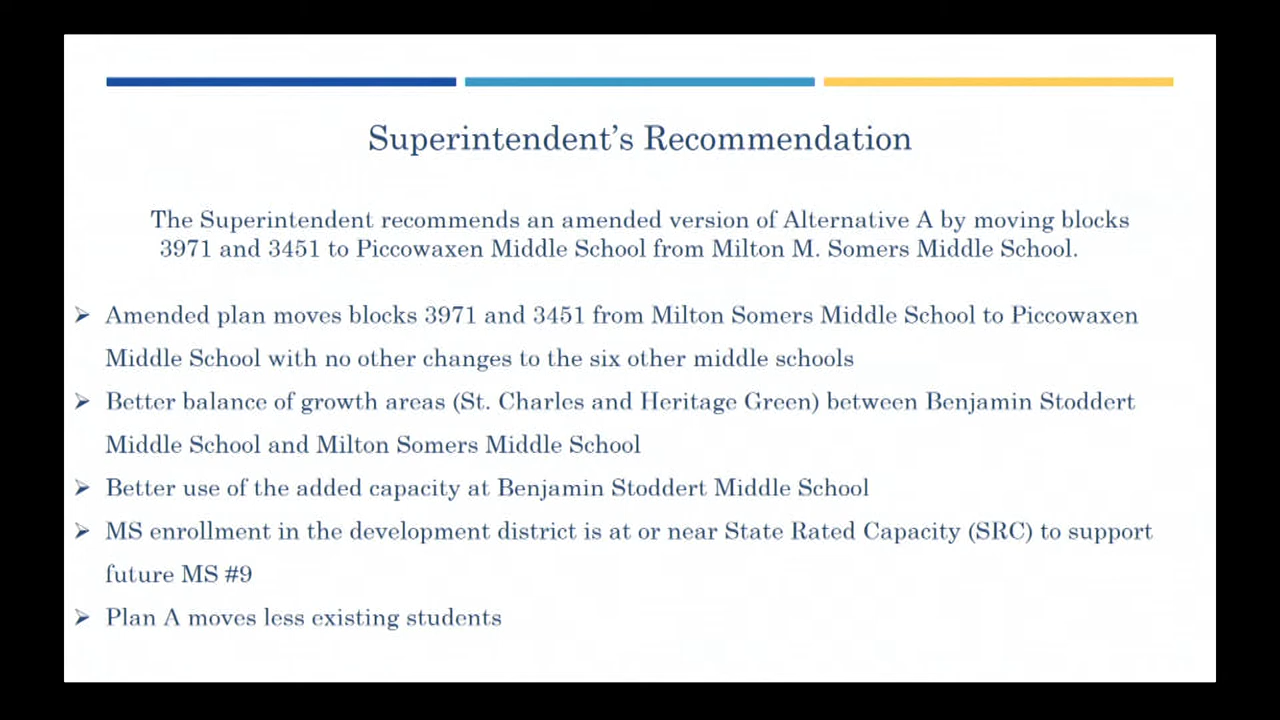 Superintendent's Recommendation
The Superintendent recommends an amended version of Alternative A by moving blocks
3971 and 3451 to Piccowaxen Middle School from Milton M. Somers Middle School.
➢ Amended plan moves blocks 3971 and 3451 from Milton Somers Middle School to Piccowaxen
Middle School with no other changes to the six other middle schools
➢ Better balance of growth areas (St. Charles and Heritage Green) between Benjamin Stoddert
Middle School and Milton Somers Middle School
➢ Better use of the added capacity at Benjamin Stoddert Middle School
➢ MS enrollment in the development district is at or near State Rated Capacity (SRC) to support
future MS #9
➢ Plan A moves less existing students